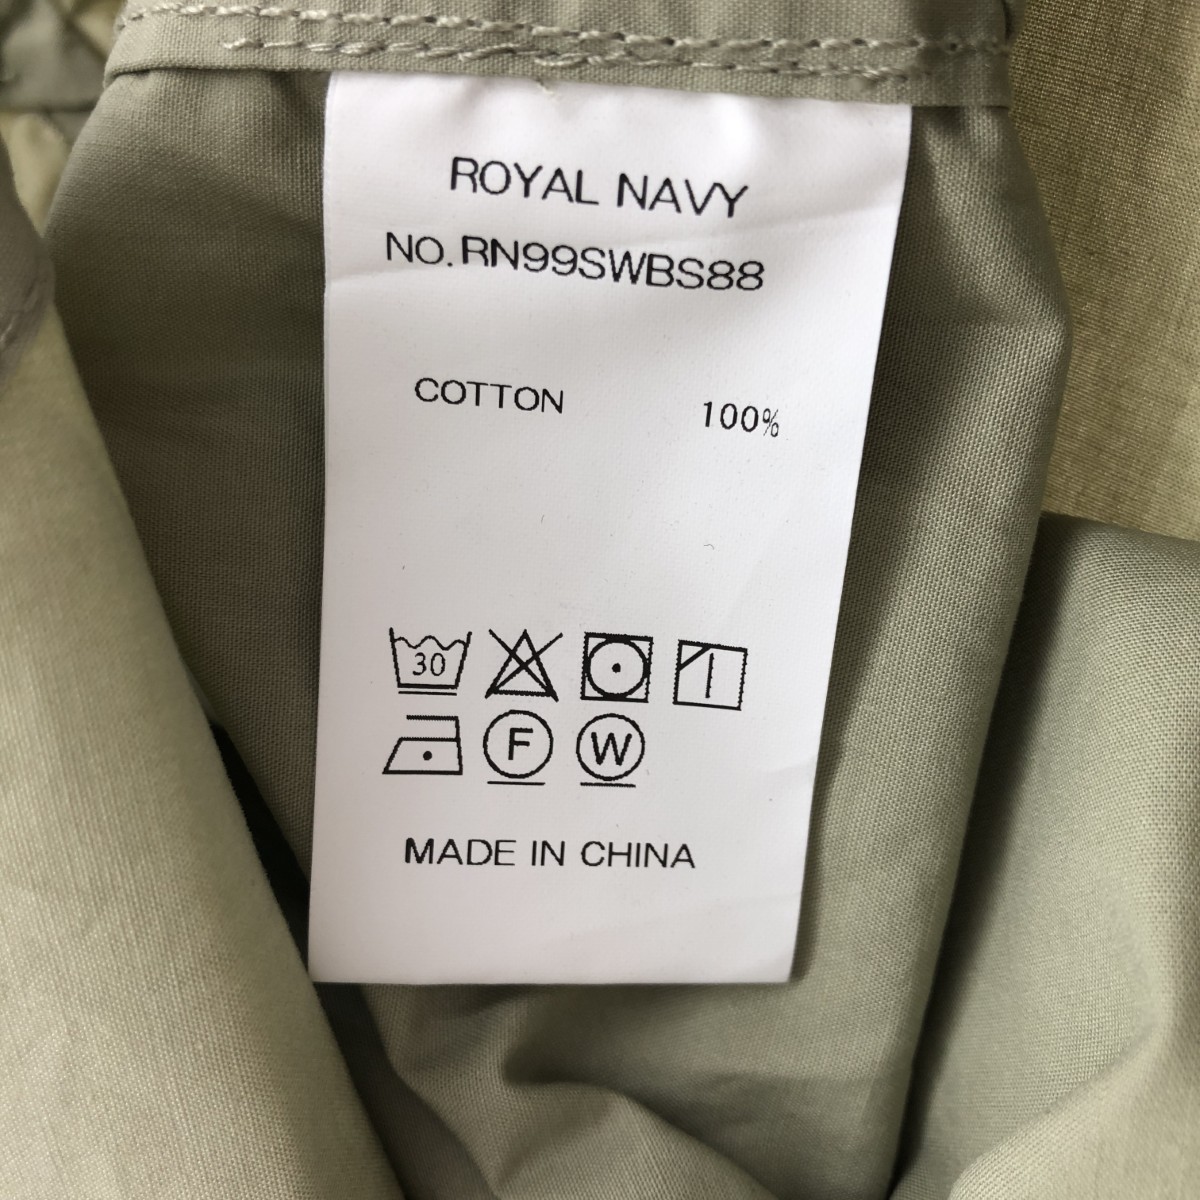 ROYAL NAVY
NO.RN99SWBS88
COTTON 100%
30
F W
MADE IN CHINA